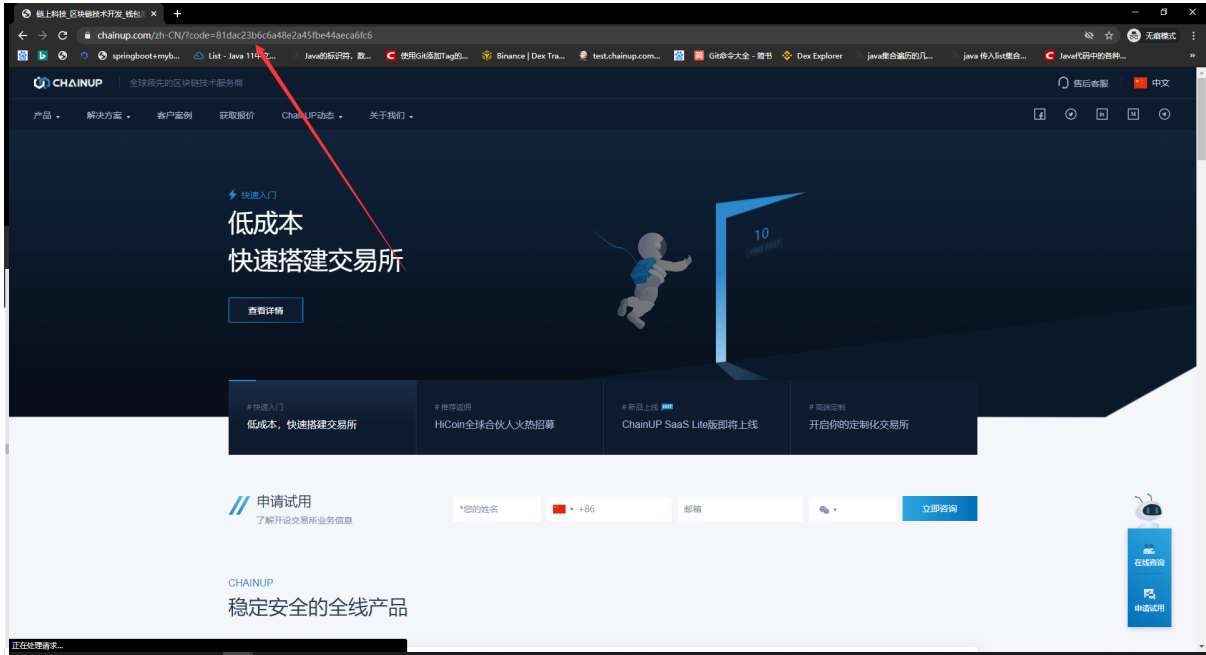 链上科技_区块链技术开发_钱包
chainup.com/zh-CN/?code=81dac23b6c6a48e2a45fbe44aeca6fc6
无痕模式
springboot+myb...
List - Java 11中文...
Java的标识符，数...
使用Git添加Tag的...
Binance | Dex Tra...
test.chainup.com...
Git命令大全 - 简书
Dex Explorer
java集合遍历的几...
java 传入list集合...
Java代码中的各种...
CHAINUP
全球领先的区块链技术服务商
售后客服
中文
产品
解决方案
客户案例
获取报价
ChainUP动态
关于我们
快速入门
低成本
快速搭建交易所
10
查看详情
#快速入门
#推荐返佣
#新品上线 HOT
#高端定制
低成本，快速搭建交易所
HiCoin全球合伙人火热招募
ChainUP SaaS Lite版即将上线
开启你的定制化交易所
申请试用
了解开设交易所业务信息
*您的姓名
+86
邮箱
立即咨询
在线咨询
申请试用
CHAINUP
稳定安全的全线产品
正在处理请求...